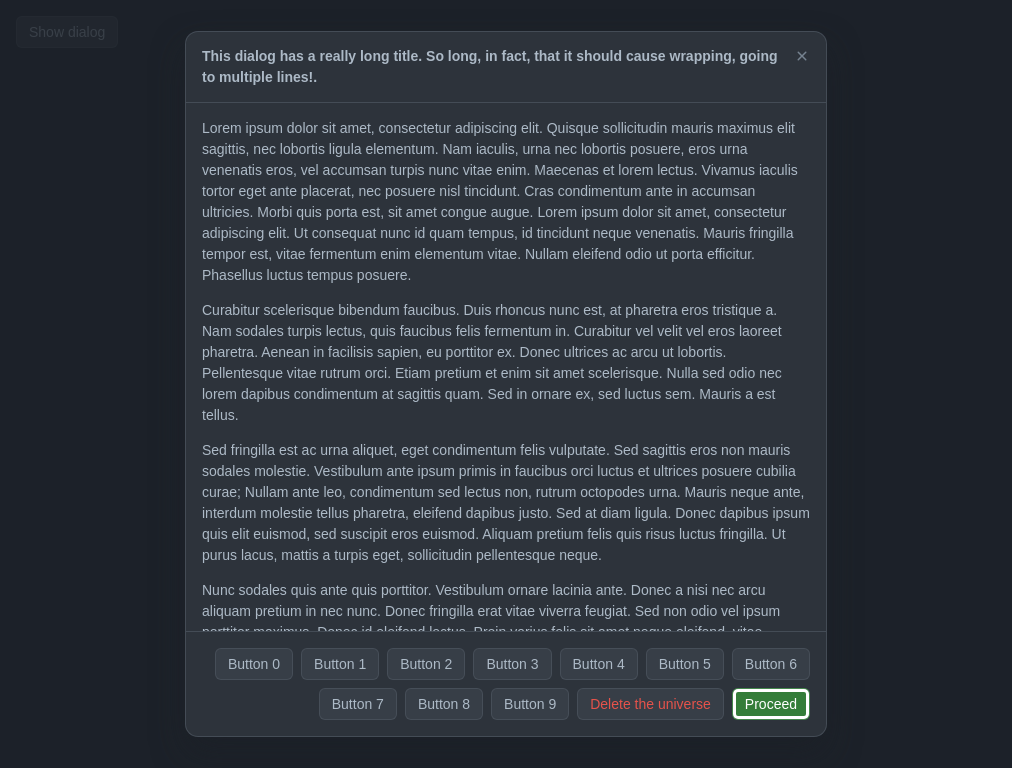 Show dialog
This dialog has a really long title. So long, in fact, that it should cause wrapping, going
to multiple lines!.
Lorem ipsum dolor sit amet, consectetur adipiscing elit. Quisque sollicitudin mauris maximus elit
sagittis, nec lobortis ligula elementum. Nam iaculis, urna nec lobortis posuere, eros urna
venenatis eros, vel accumsan turpis nunc vitae enim. Maecenas et lorem lectus. Vivamus iaculis
tortor eget ante placerat, nec posuere nisl tincidunt. Cras condimentum ante in accumsan
ultricies. Morbi quis porta est, sit amet congue augue. Lorem ipsum dolor sit amet, consectetur
adipiscing elit. Ut consequat nunc id quam tempus, id tincidunt neque venenatis. Mauris fringilla
tempor est, vitae fermentum enim elementum vitae. Nullam eleifend odio ut porta efficitur.
Phasellus luctus tempus posuere.
Curabitur scelerisque bibendum faucibus. Duis rhoncus nunc est, at pharetra eros tristique a.
Nam sodales turpis lectus, quis faucibus felis fermentum in. Curabitur vel velit vel eros laoreet
pharetra. Aenean in facilisis sapien, eu porttitor ex. Donec ultrices ac arcu ut lobortis.
Pellentesque vitae rutrum orci. Etiam pretium et enim sit amet scelerisque. Nulla sed odio nec
lorem dapibus condimentum at sagittis quam. Sed in ornare ex, sed luctus sem. Mauris a est
tellus.
Sed fringilla est ac urna aliquet, eget condimentum felis vulputate. Sed sagittis eros non mauris
sodales molestie. Vestibulum ante ipsum primis in faucibus orci luctus et ultrices posuere cubilia
curae; Nullam ante leo, condimentum sed lectus non, rutrum octopodes urna. Mauris neque ante,
interdum molestie tellus pharetra, eleifend dapibus justo. Sed at diam ligula. Donec dapibus ipsum
quis elit euismod, sed suscipit eros euismod. Aliquam pretium felis quis risus luctus fringilla. Ut
purus lacus, mattis a turpis eget, sollicitudin pellentesque neque.
Nunc sodales quis ante quis porttitor. Vestibulum ornare lacinia ante. Donec a nisi nec arcu
aliquam pretium in nec nunc. Donec fringilla erat vitae viverra feugiat. Sed non odio vel ipsum
porttitor maximus. Donec id eleifend lectus. Proin varius felis sit amet neque eleifend, vitae
Button 0 Button 1 Button 2 Button 3 Button 4 Button 5 Button 6
Button 7 Button 8 Button 9 Delete the universe Proceed